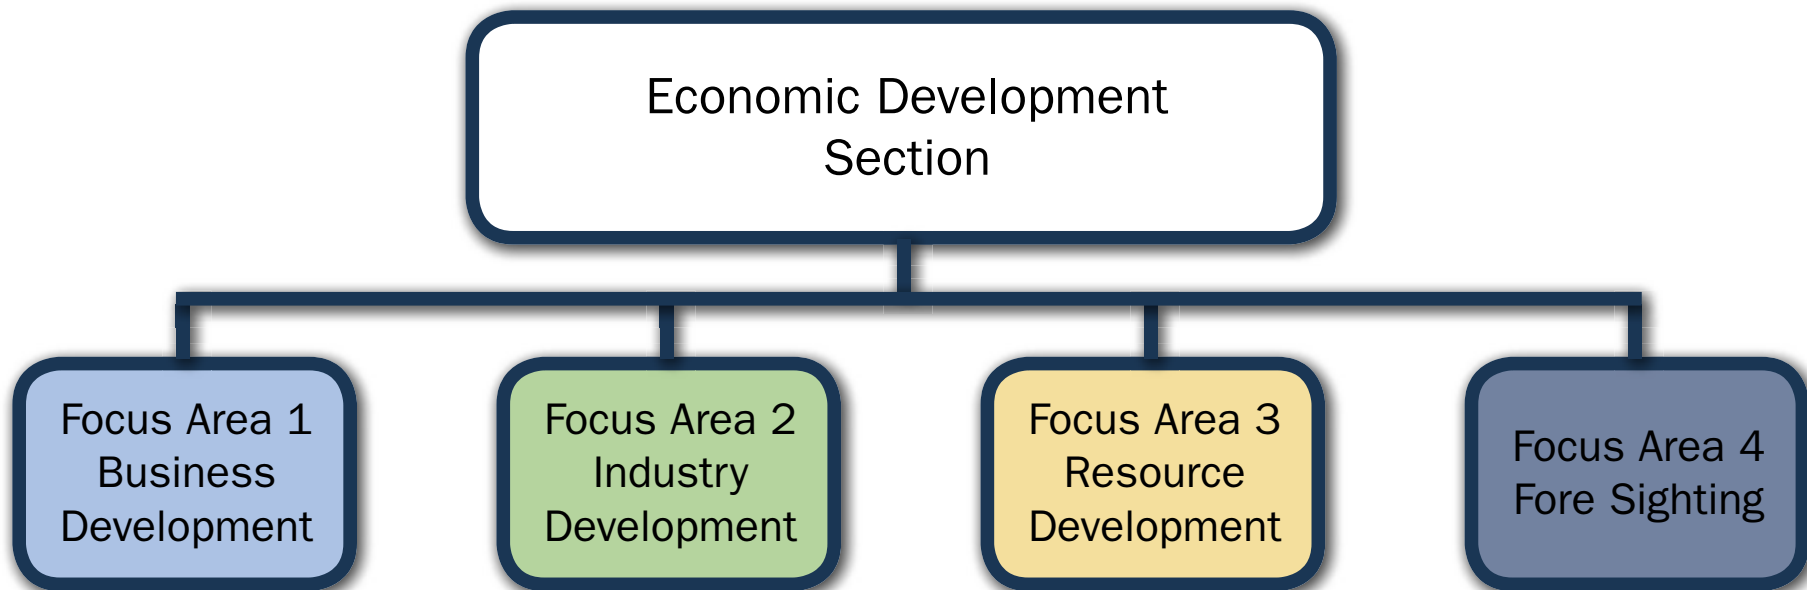 Economic Development
Section
Focus Area 1
Business
Development
Focus Area 2
Industry
Development
Focus Area 3
Resource
Development
Focus Area 4
Fore Sighting